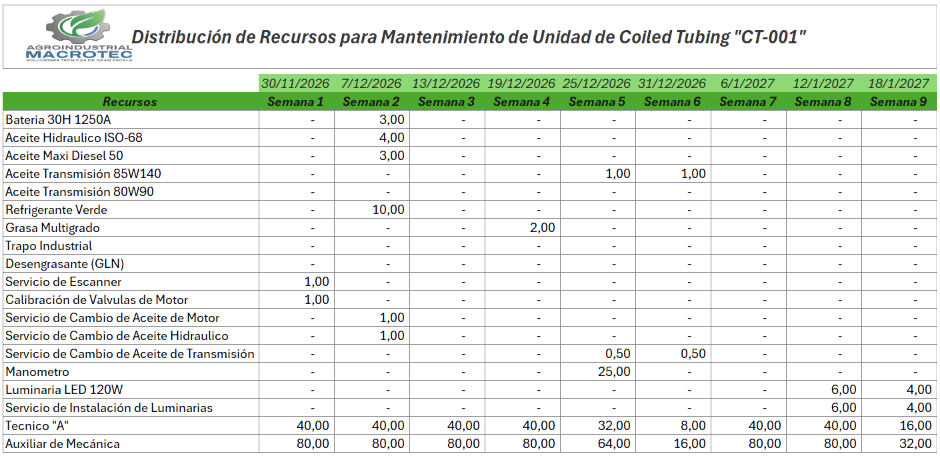 Distribución de Recursos para Mantenimiento de Unidad de Coiled Tubing "CT-001"
AGROINDUSTRIAL
MACROTEC
SOLUCIONES TECNICAS DE GRAN ESCALA
30/11/2026 7/12/2026 13/12/2026 19/12/2026 25/12/2026 31/12/2026 6/1/2027 12/1/2027 18/1/2027
Recursos Semana 1 Semana 2 Semana 3 Semana 4 Semana 5 Semana 6 Semana 7 Semana 8 Semana 9
Bateria 30H 1250A - 3,00 - - - - - - -
Aceite Hidraulico ISO-68 - 4,00 - - - - - - -
Aceite Maxi Diesel 50 - 3,00 - - - - - - -
Aceite Transmisión 85W140 - - - - 1,00 1,00 - - -
Aceite Transmisión 80W90 - - - - - - - - -
Refrigerante Verde - 10,00 - - - - - - -
Grasa Multigrado - - - 2,00 - - - - -
Trapo Industrial - - - - - - - - -
Desengrasante (GLN) - - - - - - - - -
Servicio de Escanner 1,00 - - - - - - - -
Calibración de Valvulas de Motor 1,00 - - - - - - - -
Servicio de Cambio de Aceite de Motor - 1,00 - - - - - - -
Servicio de Cambio de Aceite Hidraulico - 1,00 - - - - - - -
Servicio de Cambio de Aceite de Transmisión - - - - 0,50 0,50 - - -
Manometro - - - - 25,00 - - - -
Luminaria LED 120W - - - - - - - 6,00 4,00
Servicio de Instalación de Luminarias - - - - - - - 6,00 4,00
Tecnico "A" 40,00 40,00 40,00 40,00 32,00 8,00 40,00 40,00 16,00
Auxiliar de Mecánica 80,00 80,00 80,00 80,00 64,00 16,00 80,00 80,00 32,00